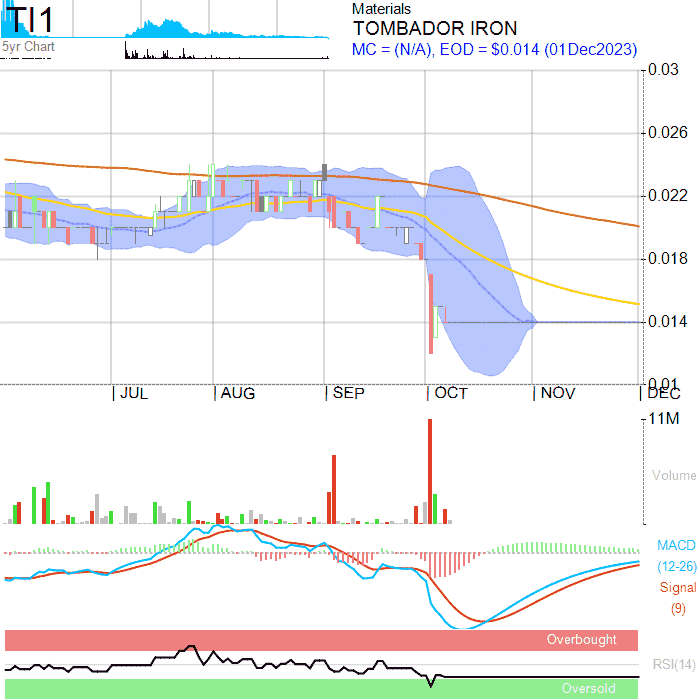 TI1
Materials
TOMBADOR IRON
5yr Chart
MC = (N/A), EOD = $0.014 (01Dec2023)
0.03
0.026
0.022
0.018
0.014
0.01
JUL AUG SEP OCT NOV DEC
11M
Volume
MACD
(12-26)
Signal
(9)
Overbought
RSI(14)
Oversold